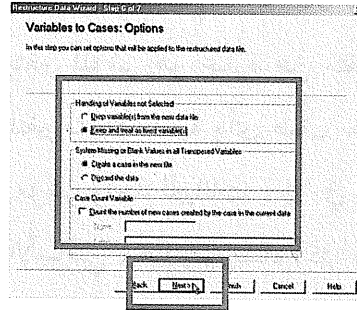 Restructure Data Wizard - Step 6 of 7
Variables to Cases: Options
In this step you can set options that will be applied to the restructured data file.
Handling of Variables not Selected
Drop variable(s) from the new data file
Keep and treat as fixed variable(s)
System Missing or Blank Values in all Transposed Variables
Create a case in the new file
Discard the data
Case Count Variable
Count the number of new cases created by the case in the current data
Name
Back Next > Cancel Help